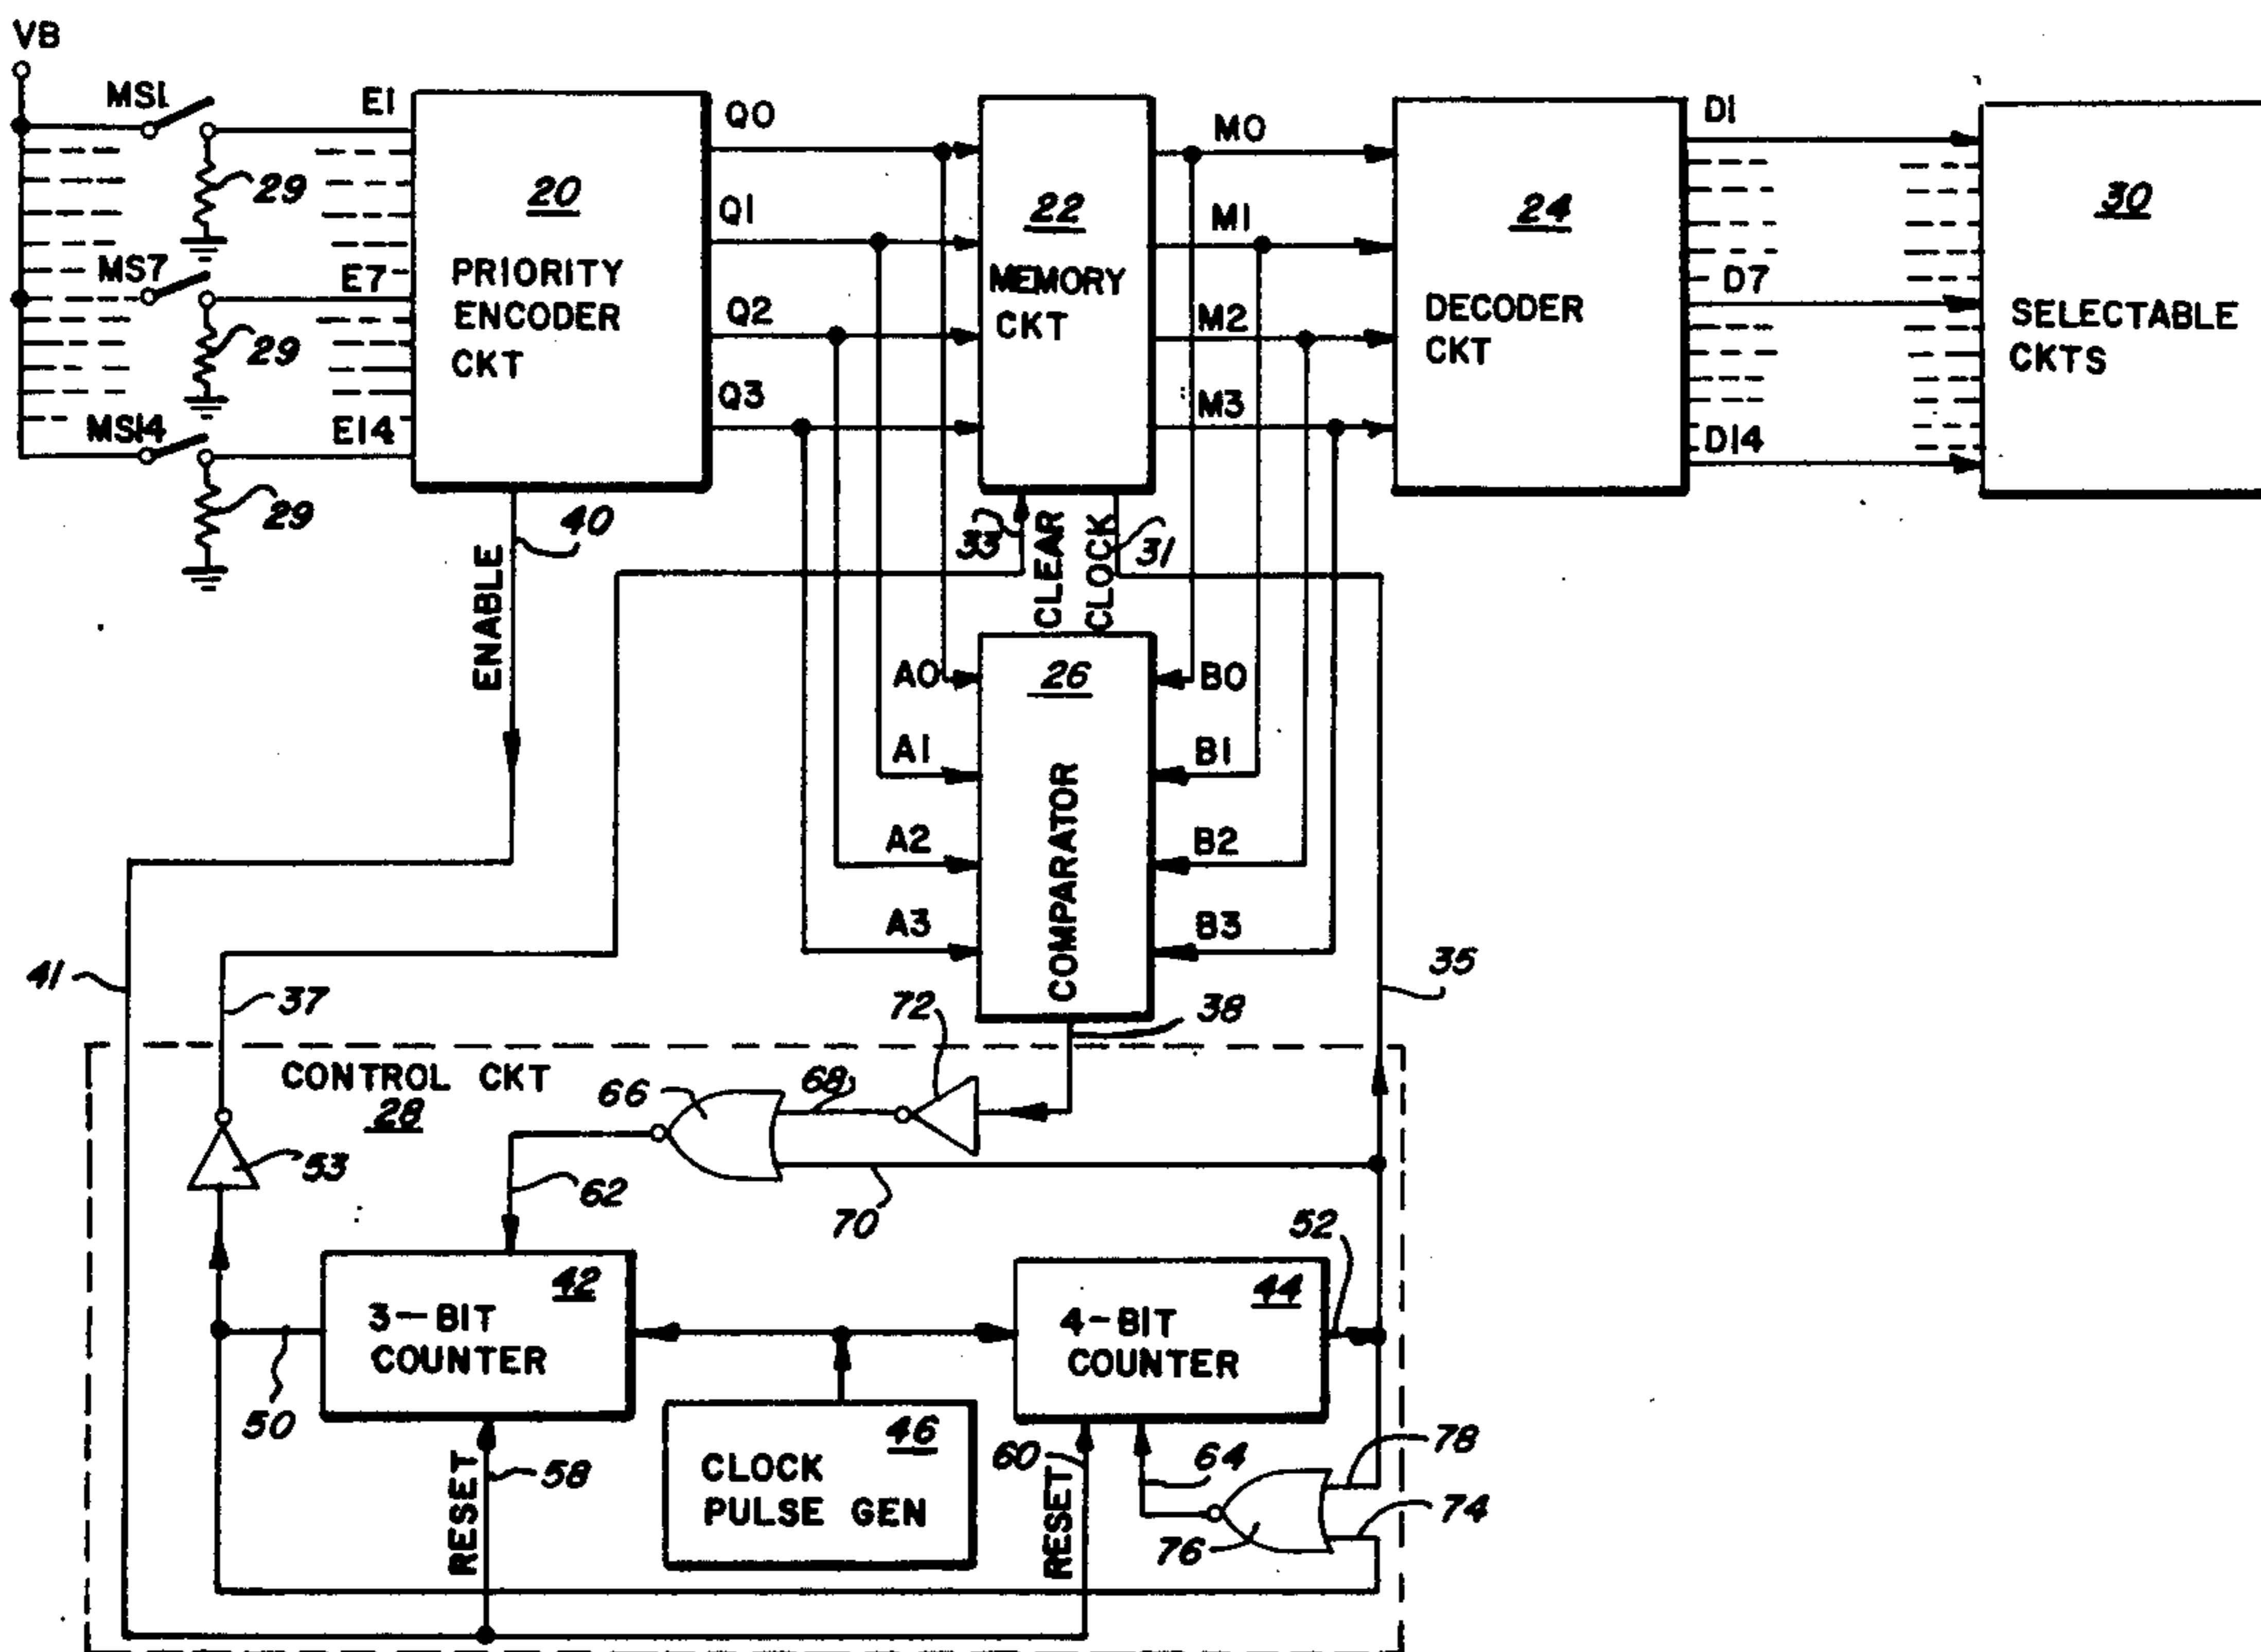 VB
MS1
E1
29
MS7
E7
29
MS14
E14
29
20
PRIORITY
ENCODER
CKT
Q0
Q1
Q2
Q3
22
MEMORY
CKT
M0
M1
M2
M3
24
DECODER
CKT
D1
D7
D14
30
SELECTABLE
CKTS
40
ENABLE
33
CLEAR
CLOCK
31
A0
A1
A2
A3
26
COMPARATOR
B0
B1
B2
B3
41
37
72
38
35
CONTROL CKT
28
66
68
53
62
70
52
42
3-BIT
COUNTER
44
4-BIT
COUNTER
50
46
CLOCK
PULSE GEN
RESET
58
60
RESET
64
78
74
76